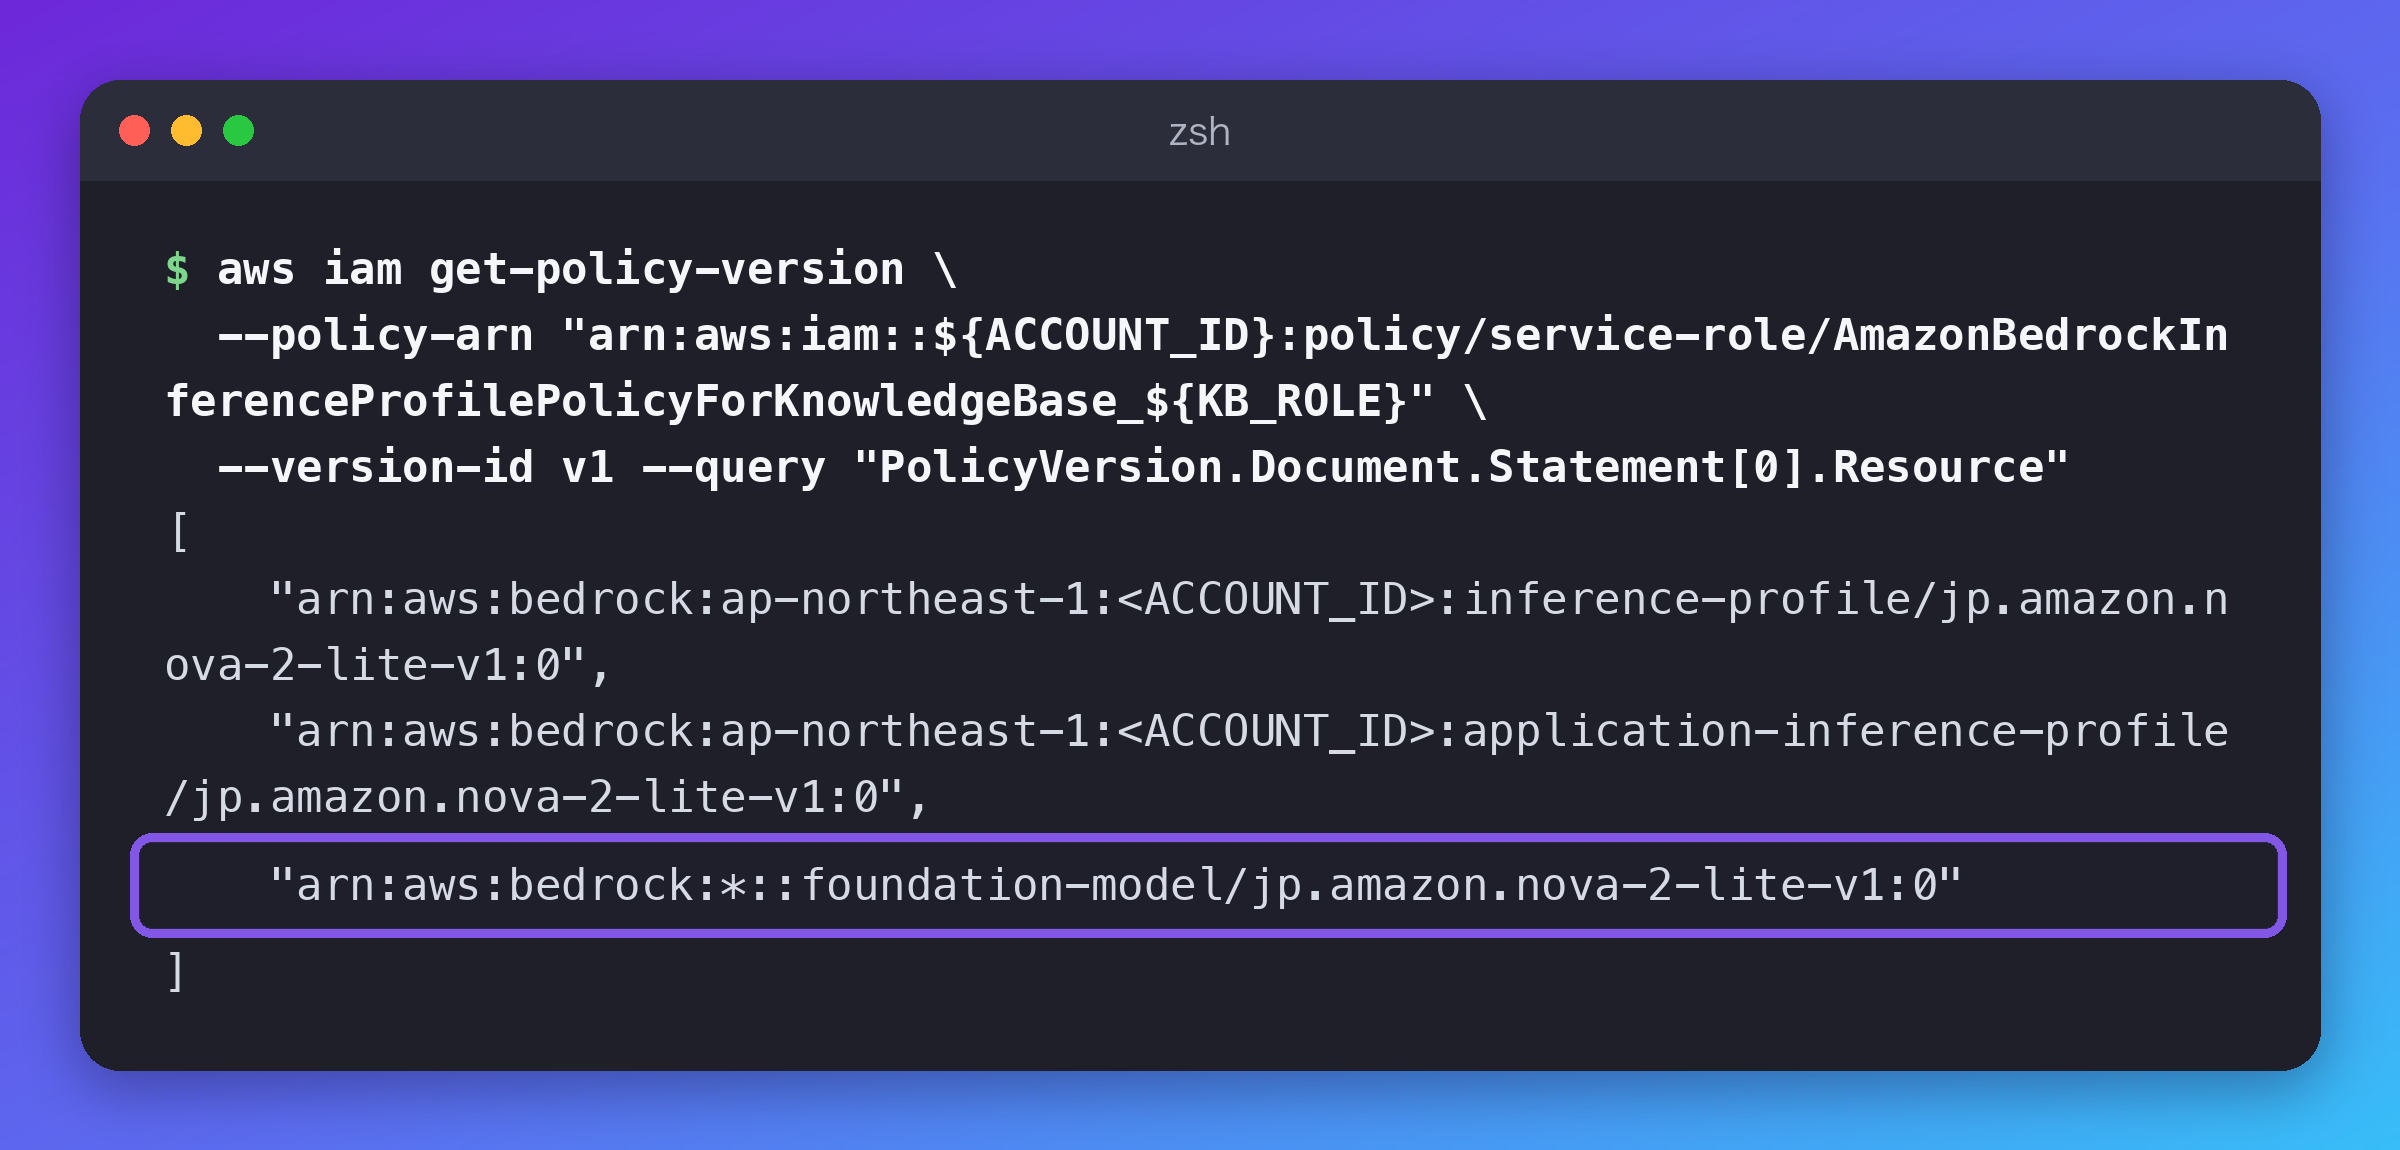 zsh
$ aws iam get-policy-version \
--policy-arn "arn:aws:iam::${ACCOUNT_ID}:policy/service-role/AmazonBedrockIn
ferenceProfilePolicyForKnowledgeBase_${KB_ROLE}" \
--version-id v1 --query "PolicyVersion.Document.Statement[0].Resource"
[
"arn:aws:bedrock:ap-northeast-1:<ACCOUNT_ID>:inference-profile/jp.amazon.n
ova-2-lite-v1:0",
"arn:aws:bedrock:ap-northeast-1:<ACCOUNT_ID>:application-inference-profile
/jp.amazon.nova-2-lite-v1:0",
"arn:aws:bedrock:*::foundation-model/jp.amazon.nova-2-lite-v1:0"
]